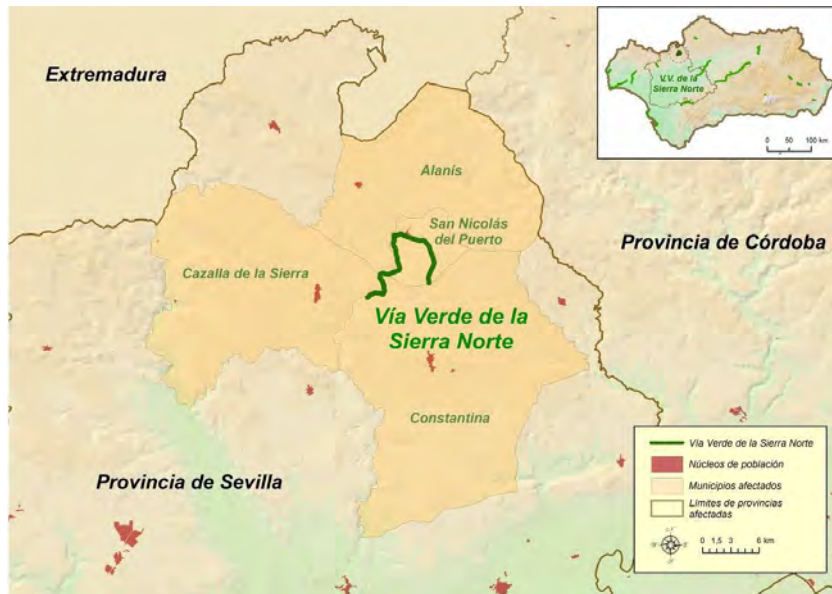 Extremadura
V.V. de la
Sierra Norte
0 50 100 km
Alanís
San Nicolás
del Puerto
Provincia de Córdoba
Cazalla de la Sierra
Vía Verde de la
Sierra Norte
Constantina
Provincia de Sevilla
Vía Verde de la Sierra Norte
Núcleos de población
Municipios afectados
Límites de provincias
afectadas
0 1,5 3 6 km